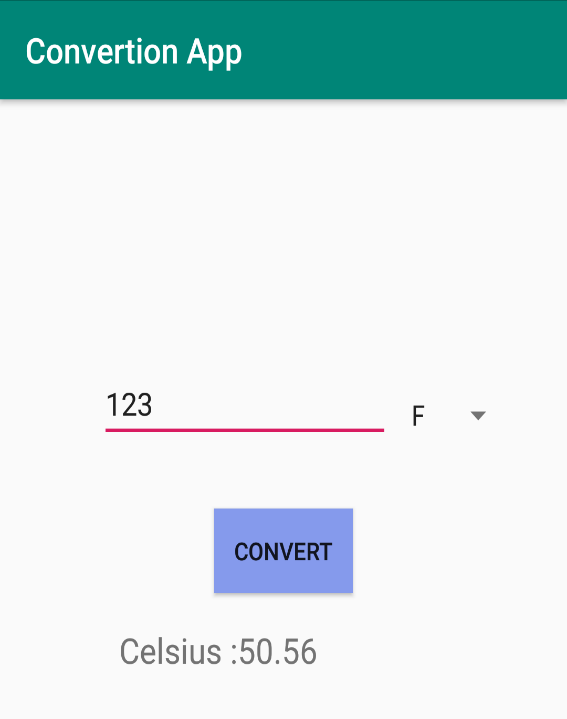 Convertion App
123
F
CONVERT
Celsius :50.56